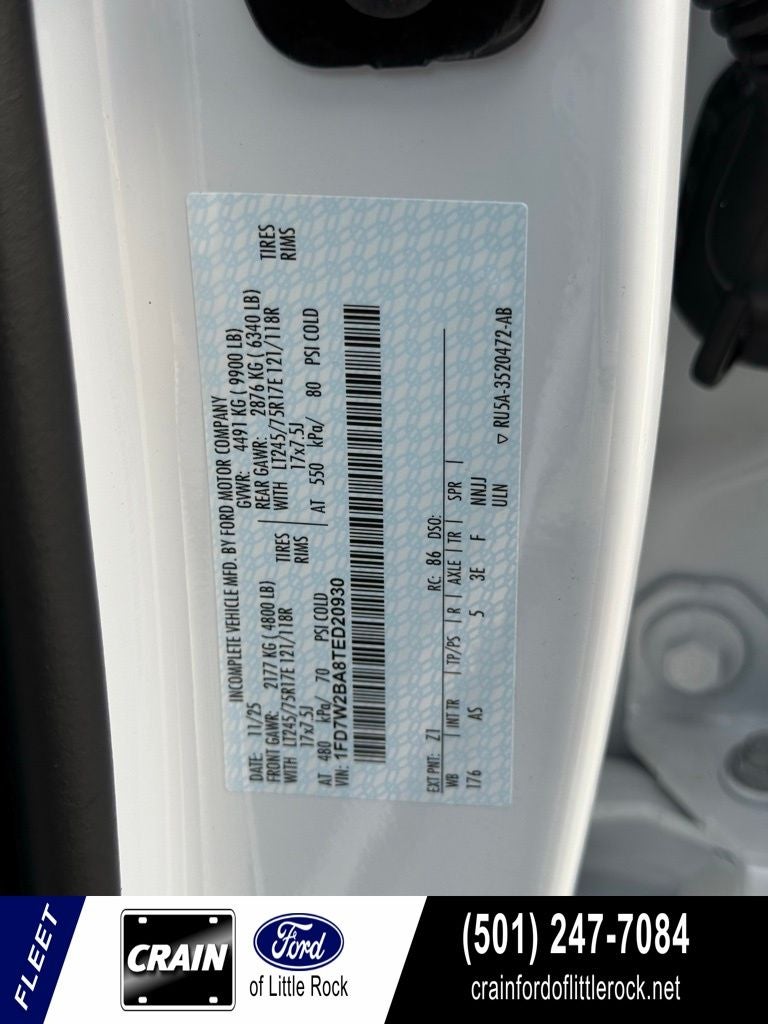 INCOMPLETE VEHICLE MFD. BY FORD MOTOR COMPANY
DATE: 11/25 GVWR: 4491 KG ( 9900 LB)
FRONT GAWR: 2177 KG ( 4800 LB) REAR GAWR: 2876 KG ( 6340 LB)
WITH LT245/75R17E 121/118R TIRES WITH LT245/75R17E 121/118R TIRES
17x7.5J RIMS 17x7.5J RIMS
AT 480 kPa/ 70 PSI COLD AT 550 kPa/ 80 PSI COLD
VIN: 1FD7W2BA8TED20930
EXT PNT: Z1 RC: 86 DSO:
WB | INT TR | TP/PS | R | AXLE | TR | SPR |
176 AS 5 3E F NNJJ
ULN
▽ RU5A-3520472-AB
FLEET
CRAIN
Ford
of Little Rock
(501) 247-7084
crainfordoflittlerock.net